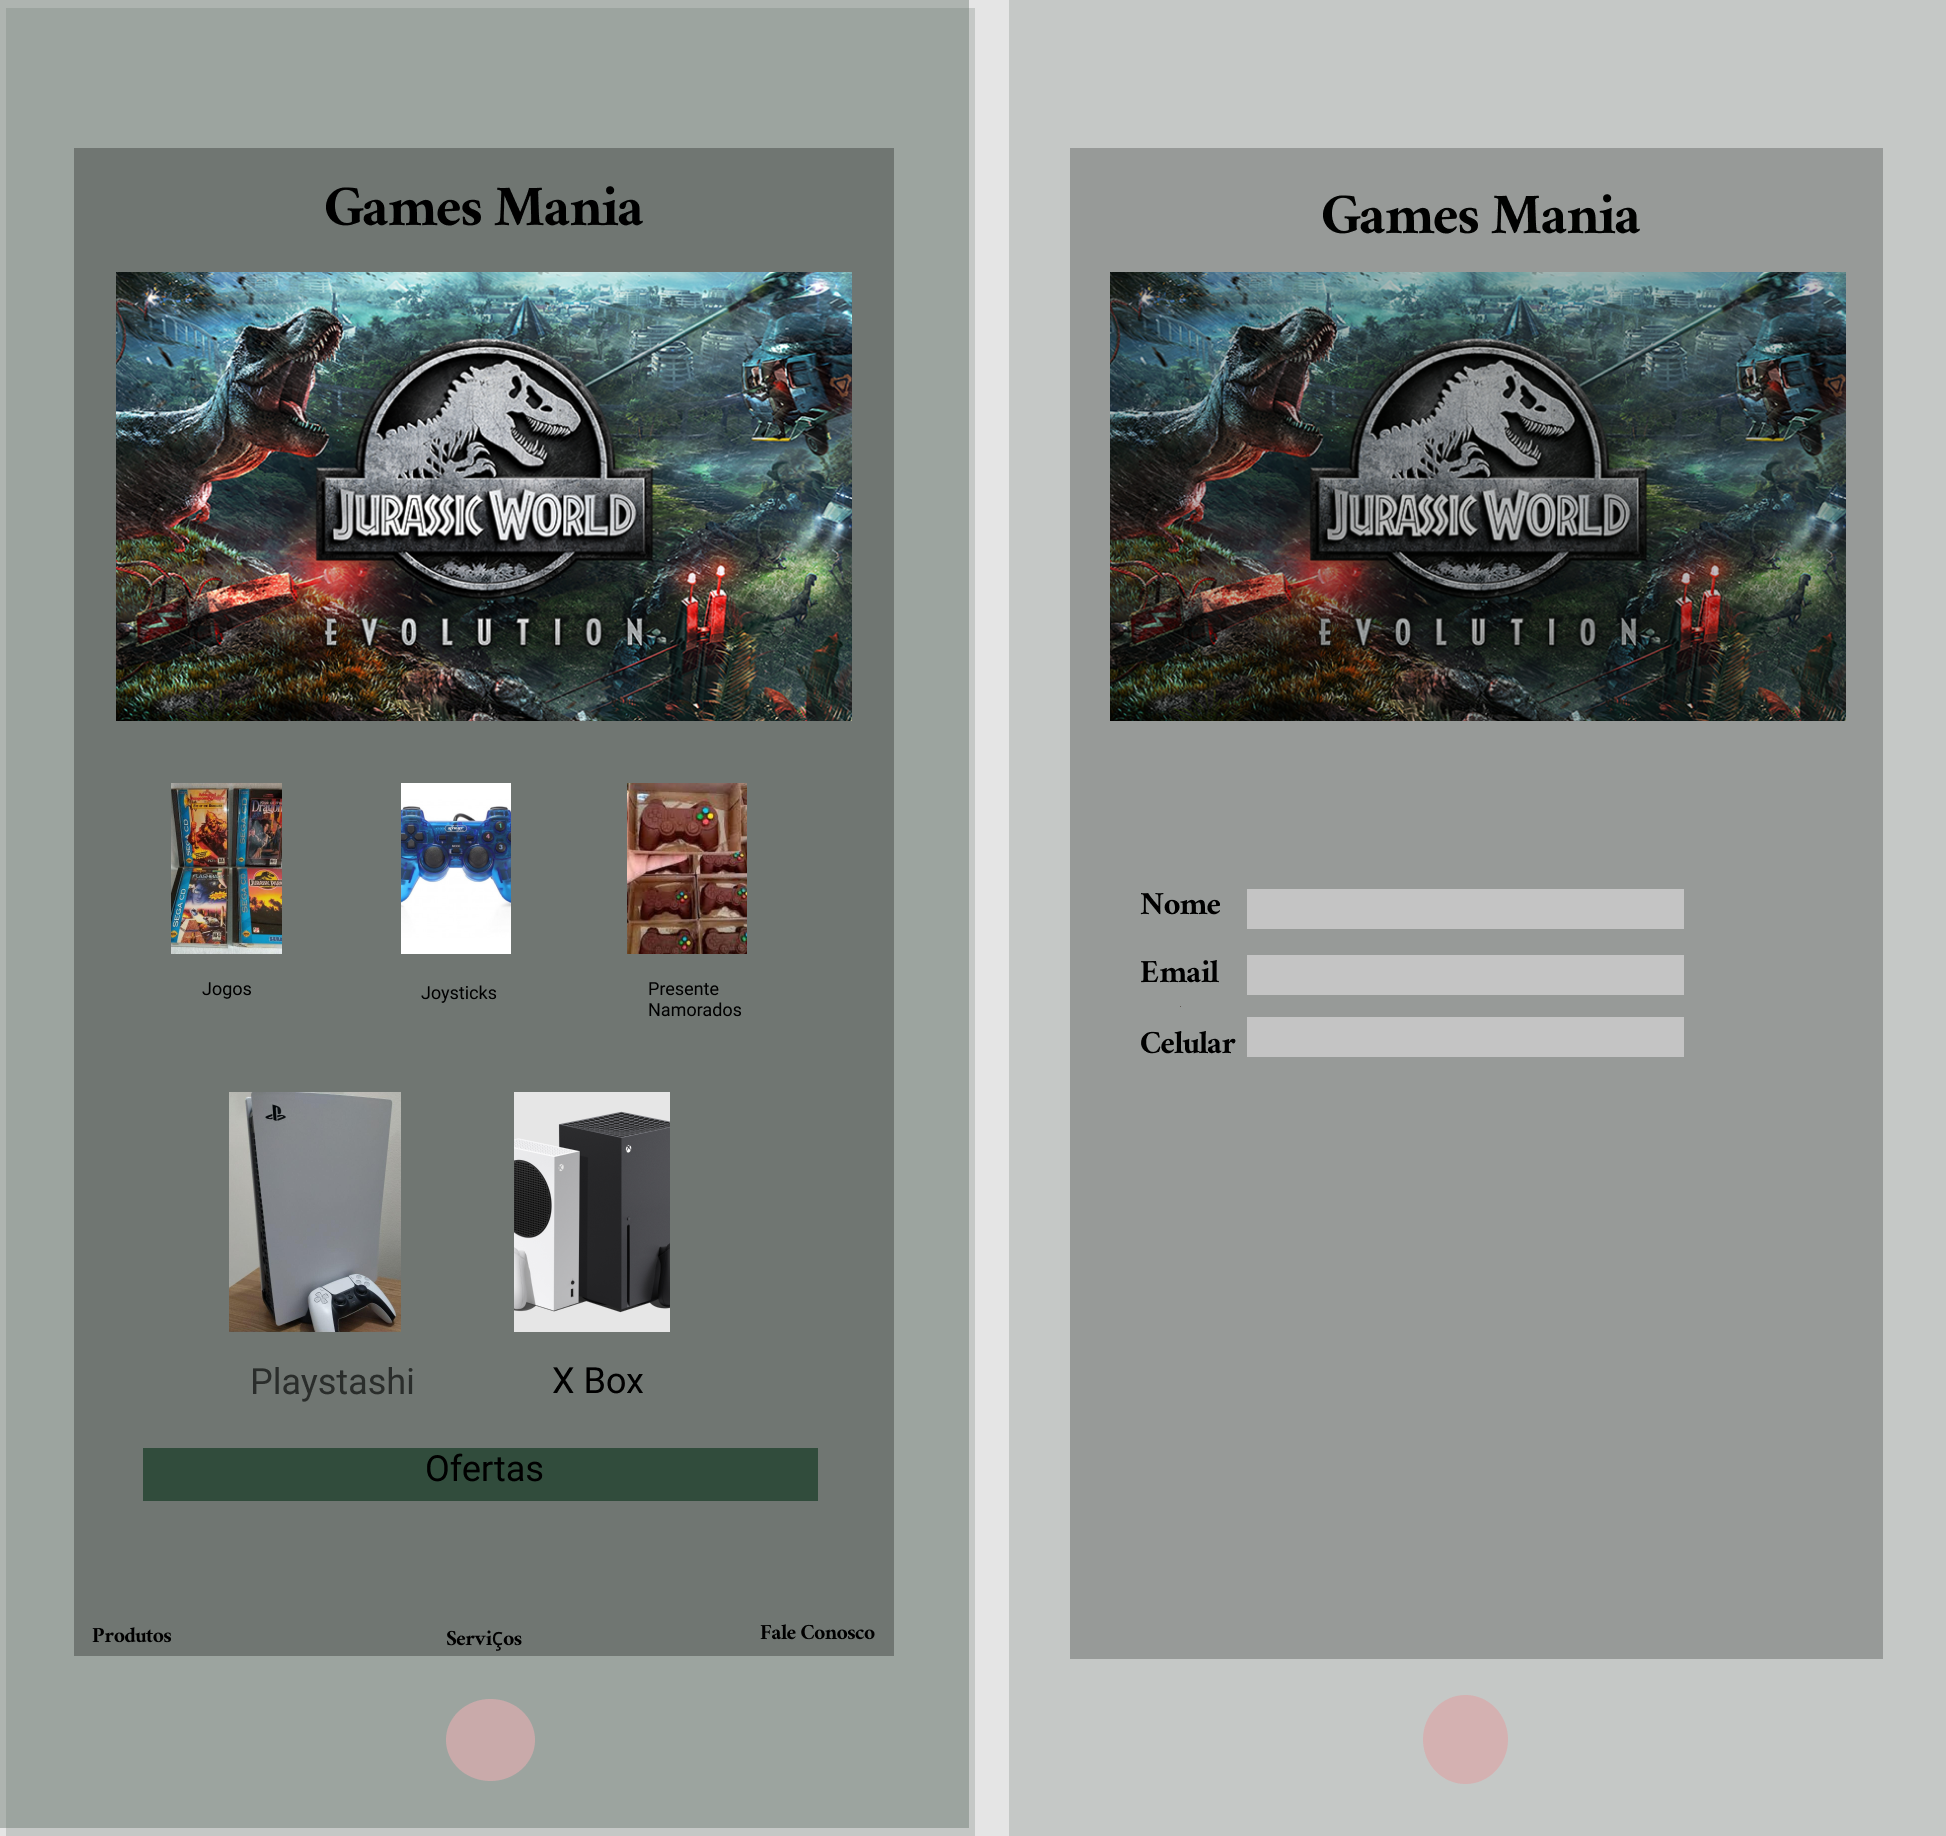 Games Mania
JURASSIC WORLD
EVOLUTION
Jogos
Joysticks
Presente
Namorados
Playstashi
X Box
Ofertas
Produtos
ServiÇos
Fale Conosco
Games Mania
JURASSIC WORLD
EVOLUTION
Nome
Email
Celular